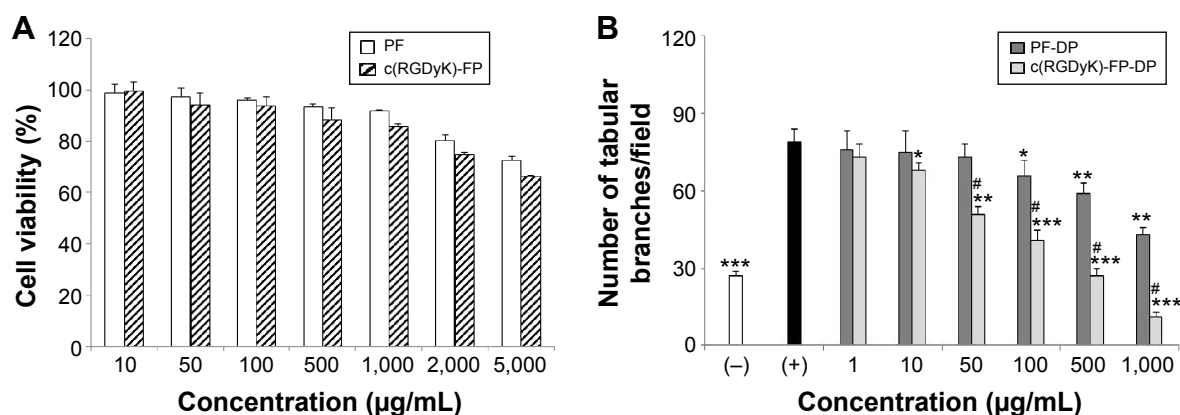 A
PF
c(RGDyK)-FP
Cell viability (%)
120
100
80
60
40
20
0
10 50 100 500 1,000 2,000 5,000
Concentration (µg/mL)
B
PF-DP
c(RGDyK)-FP-DP
Number of tabular
branches/field
120
90
60
30
0
***
*
#
**
*
#
***
**
#
***
**
#
***
(–) (+) 1 10 50 100 500 1,000
Concentration (µg/mL)